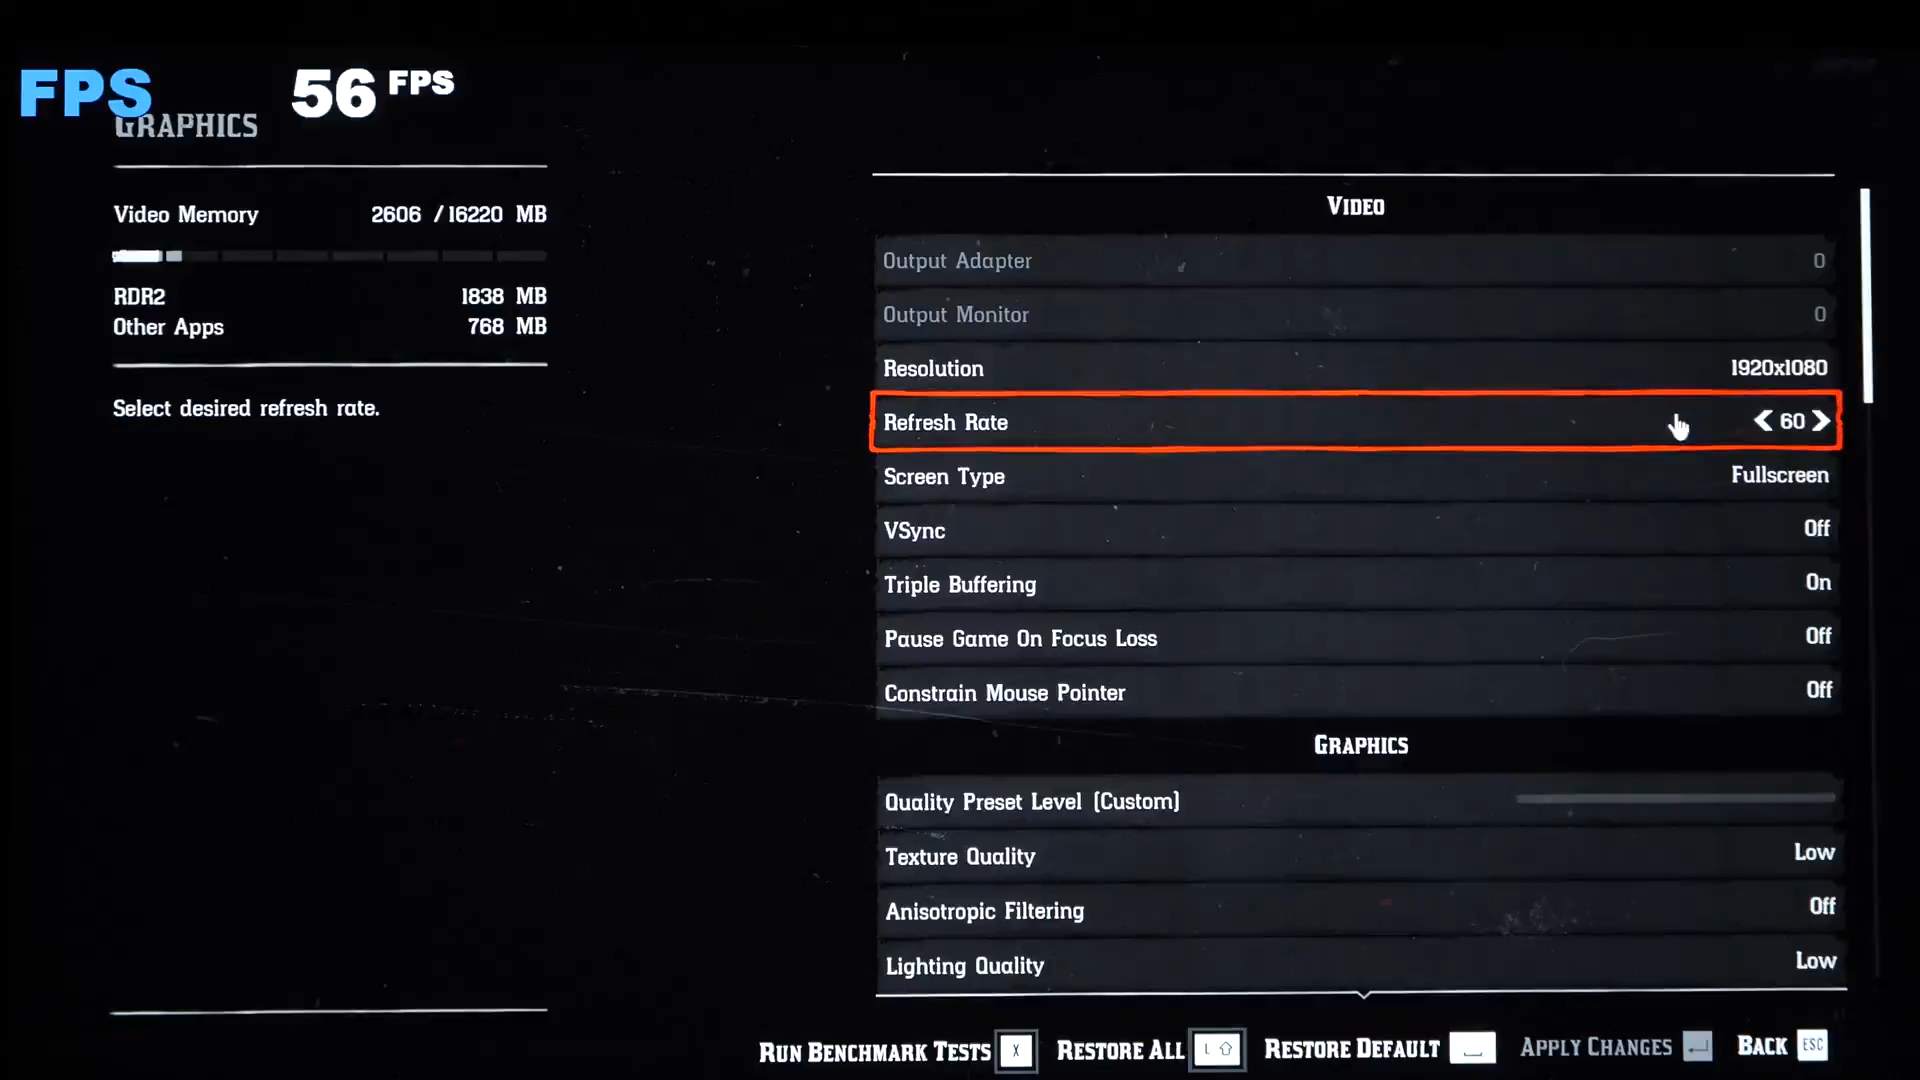 FPS 56 FPS
GRAPHICS
Video Memory 2606 / 16220 MB
RDR2 1838 MB
Other Apps 768 MB
Select desired refresh rate.
VIDEO
Output Adapter 0
Output Monitor 0
Resolution 1920x1080
Refresh Rate 60
Screen Type Fullscreen
VSync Off
Triple Buffering On
Pause Game On Focus Loss Off
Constrain Mouse Pointer Off
GRAPHICS
Quality Preset Level (Custom)
Texture Quality Low
Anisotropic Filtering Off
Lighting Quality Low
RUN BENCHMARK TESTS X RESTORE ALL L RESTORE DEFAULT APPLY CHANGES BACK ESC